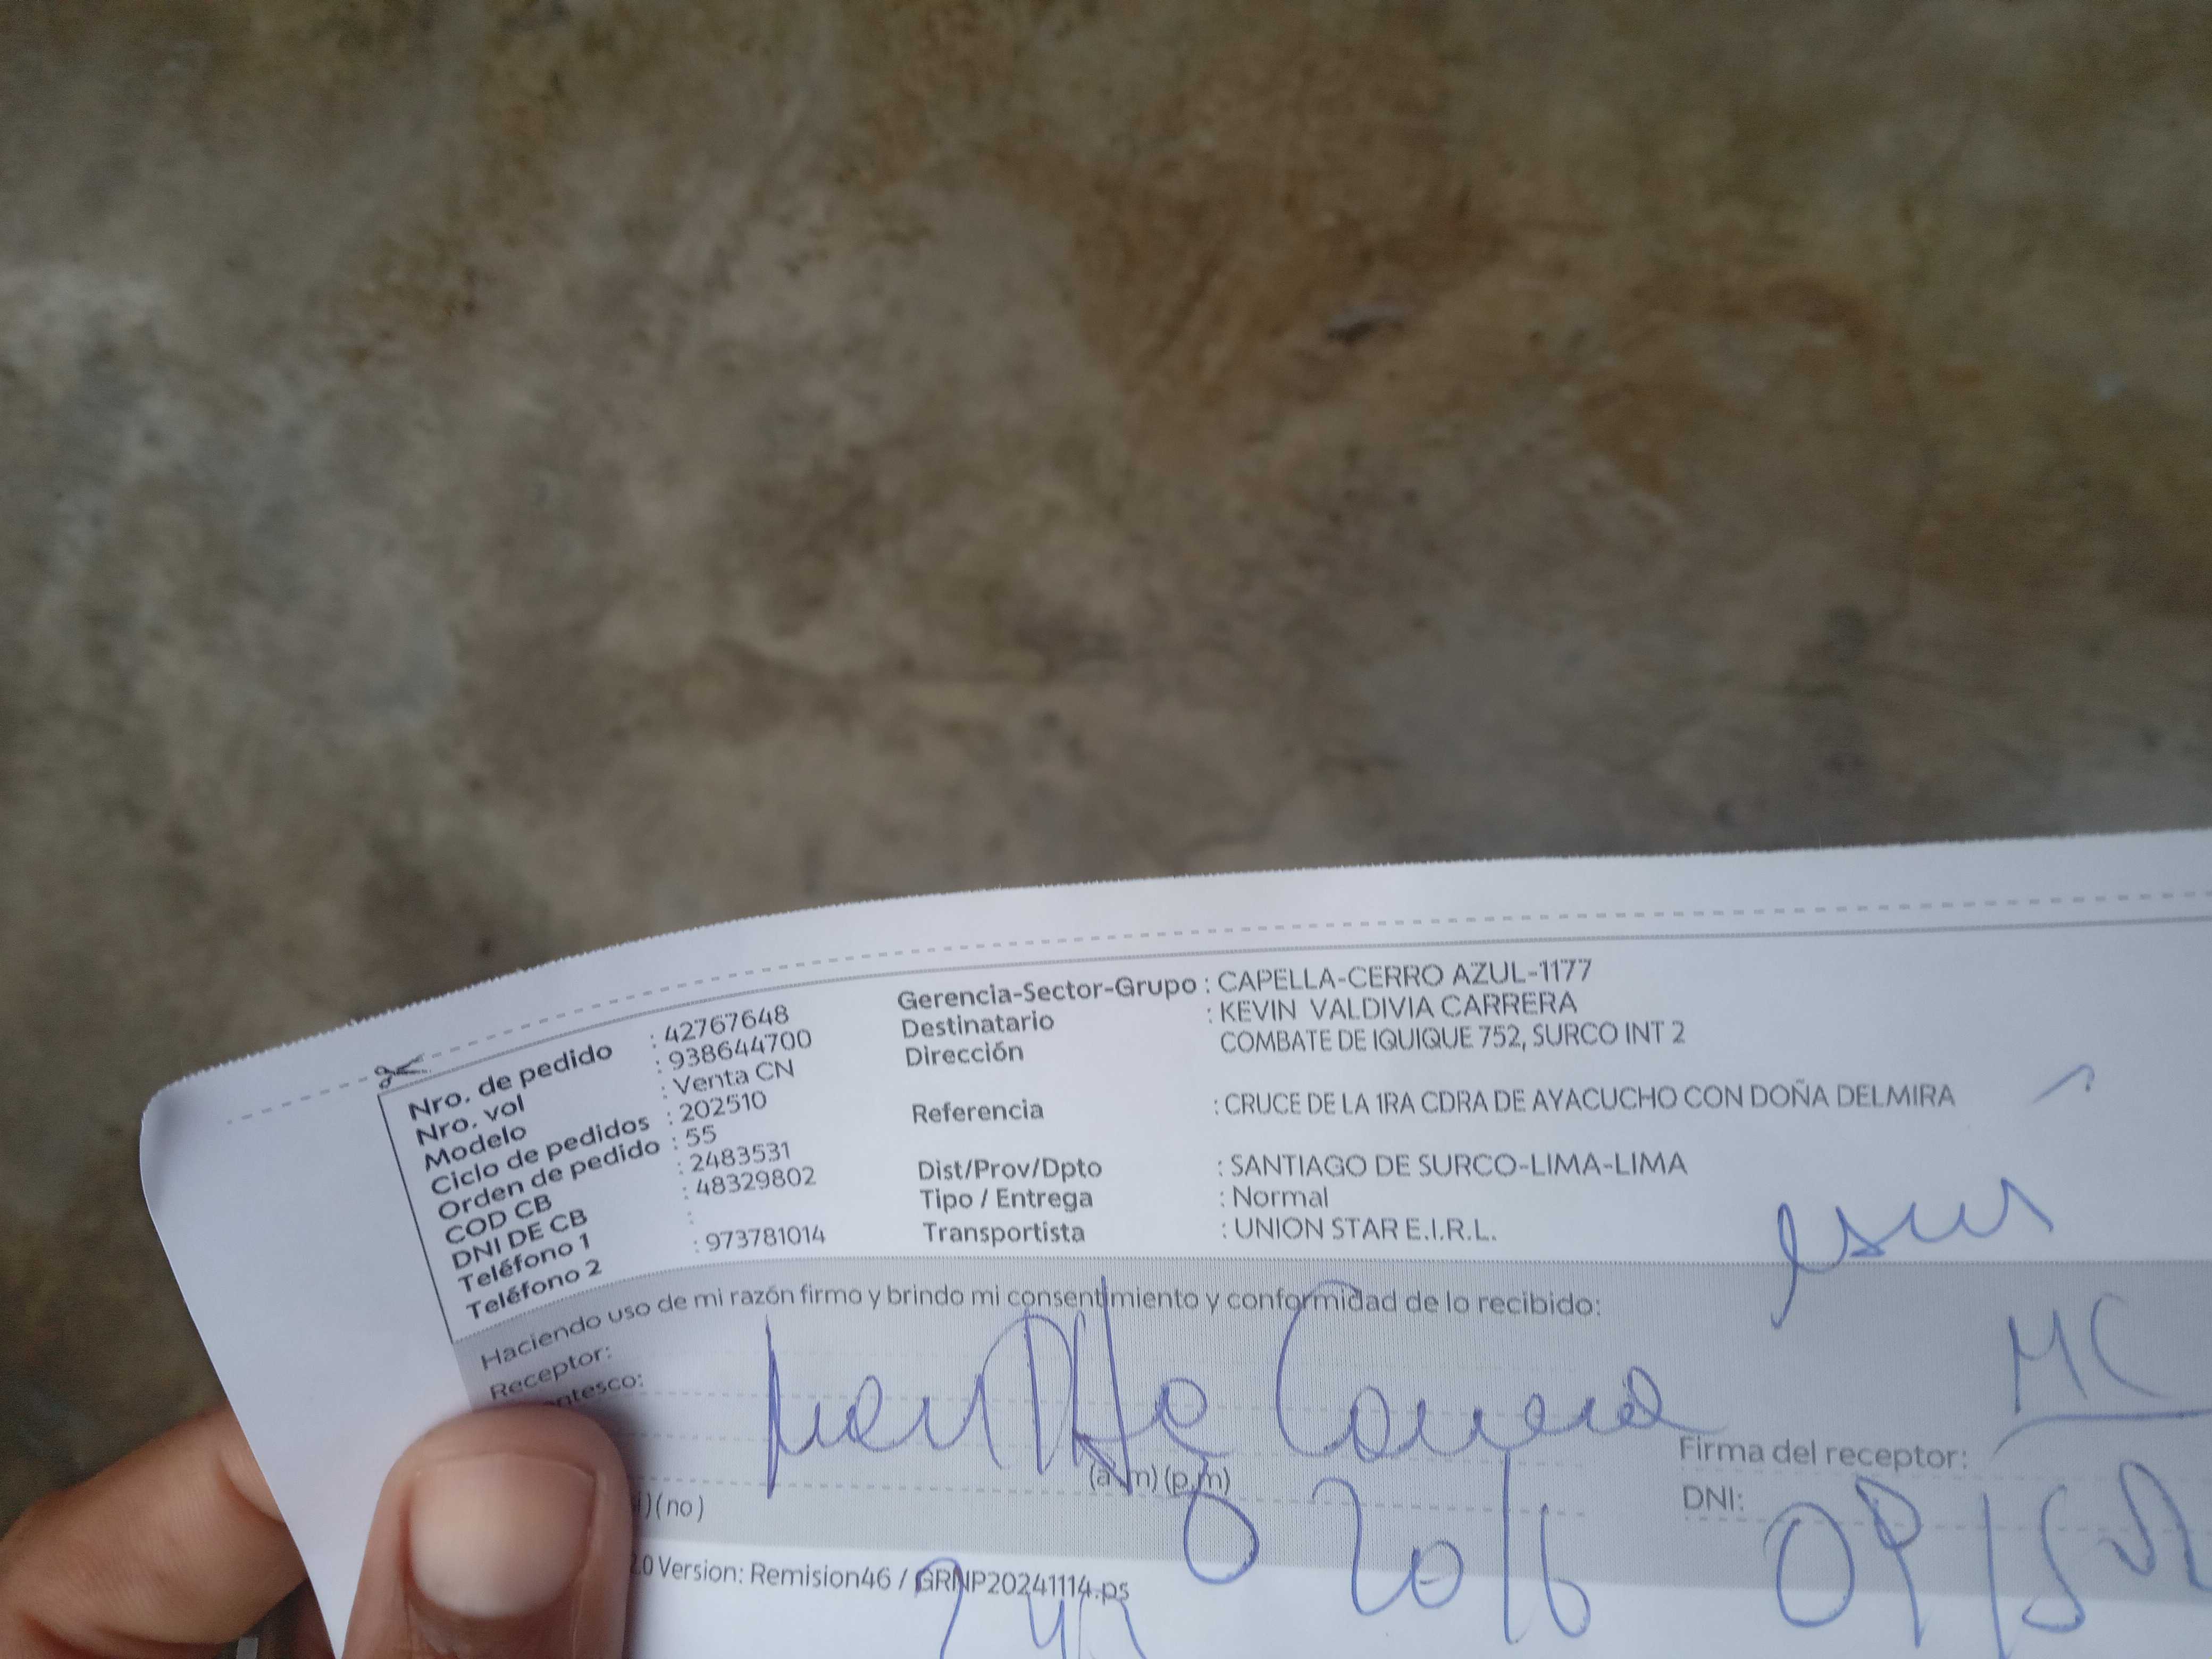 Nro. de pedido : 42767648
Nro. vol : 938644700
Modelo : Venta CN
Ciclo de pedidos : 202510
Orden de pedido : 55
COD CB : 2483531
DNI DE CB : 48329802
Teléfono 1 :
Teléfono 2 : 973781014
Gerencia-Sector-Grupo : CAPELLA-CERRO AZUL-1177
Destinatario : KEVIN VALDIVIA CARRERA
Dirección COMBATE DE IQUIQUE 752, SURCO INT 2
Referencia : CRUCE DE LA 1RA CDRA DE AYACUCHO CON DOÑA DELMIRA
Dist/Prov/Dpto : SANTIAGO DE SURCO-LIMA-LIMA
Tipo / Entrega : Normal
Transportista : UNION STAR E.I.R.L.
Haciendo uso de mi razón firmo y brindo mi consentimiento y conformidad de lo recibido:
Receptor:
ntesco:
MC
(a.m) (p.m)
Firma del receptor:
)(no)
DNI:
2.0 Version: Remision46 / GRNP20241114.ps